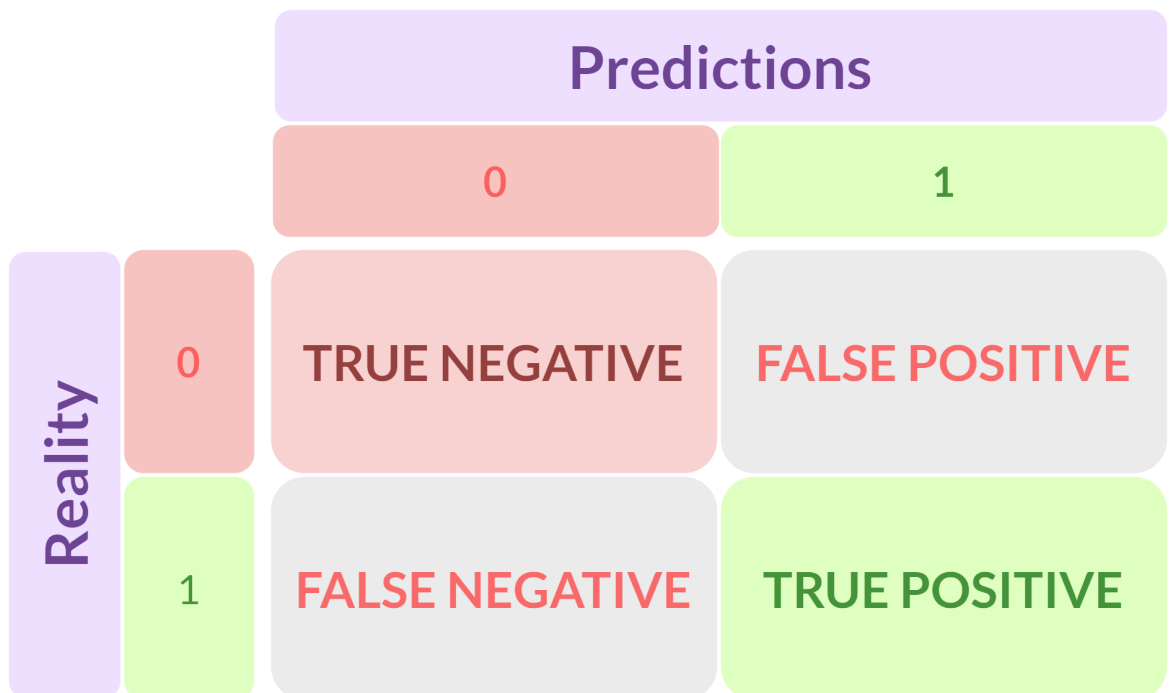 Predictions
0
1
Reality
0
TRUE NEGATIVE
FALSE POSITIVE
1
FALSE NEGATIVE
TRUE POSITIVE